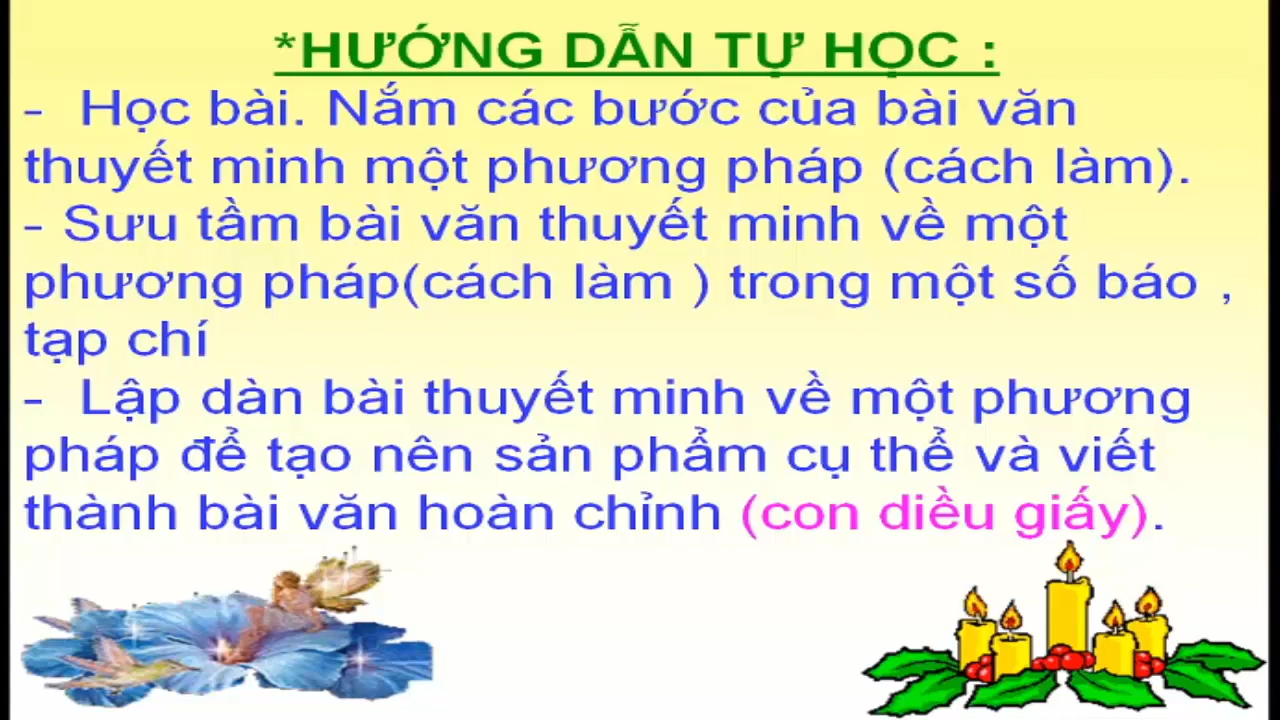 *HƯỚNG DẪN TỰ HỌC :
- Học bài. Nắm các bước của bài văn
thuyết minh một phương pháp (cách làm).
- Sưu tầm bài văn thuyết minh về một
phương pháp(cách làm ) trong một số báo ,
tạp chí
- Lập dàn bài thuyết minh về một phương
pháp để tạo nên sản phẩm cụ thể và viết
thành bài văn hoàn chỉnh (con diều giấy).